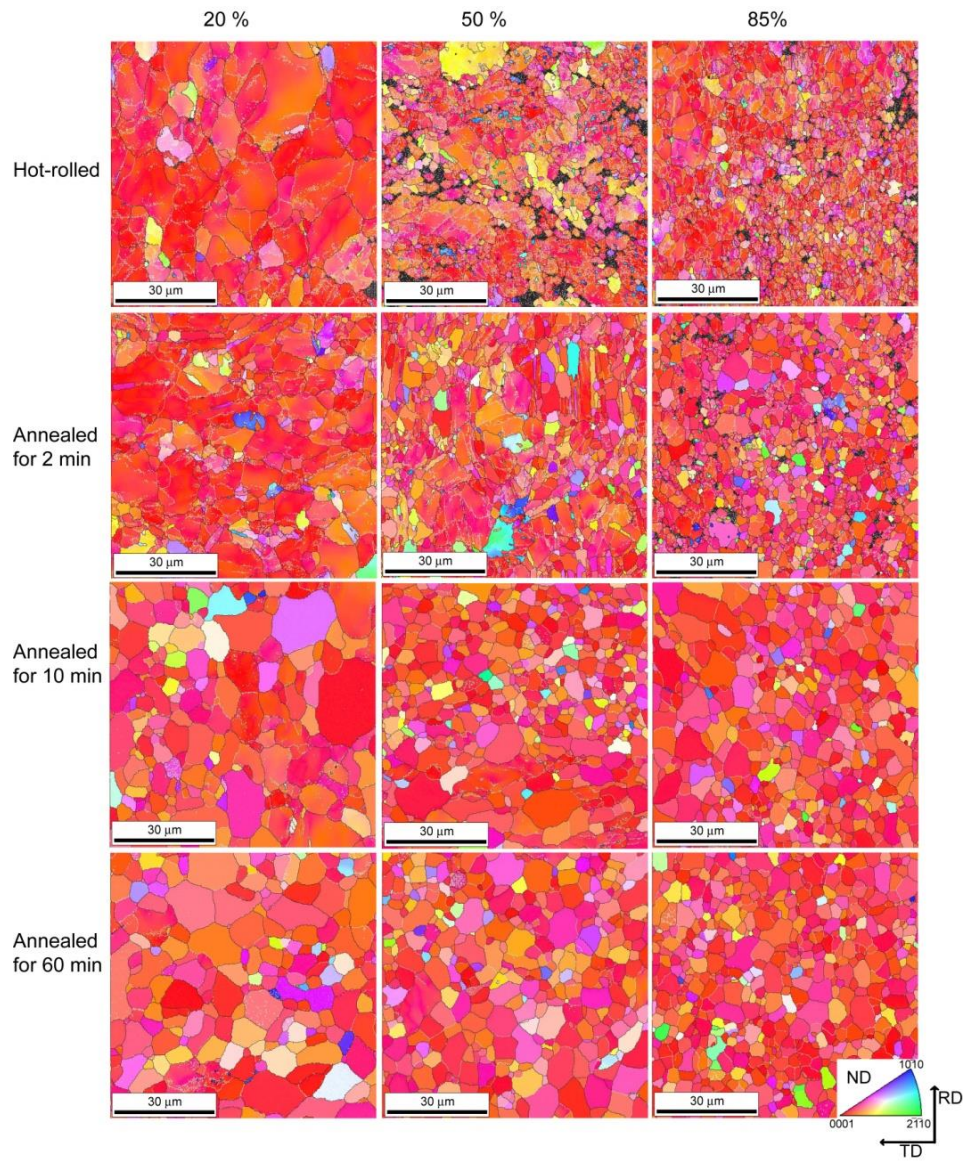 20 %
50 %
85%
Hot-rolled
30 μm
30 μm
30 μm
Annealed
for 2 min
30 μm
30 μm
30 μm
Annealed
for 10 min
30 μm
30 μm
30 μm
Annealed
for 60 min
30 μm
30 μm
30 μm
ND
1010
0001
2110
RD
TD